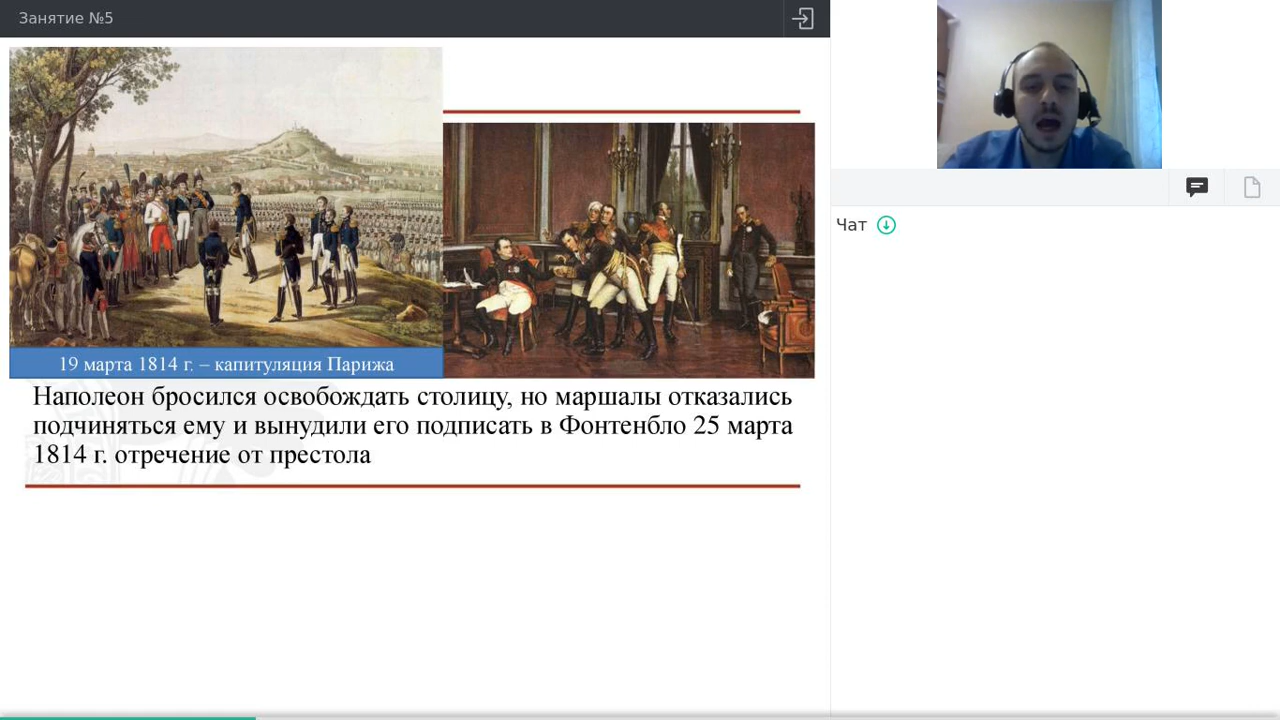 Занятие №5
19 марта 1814 г. – капитуляция Парижа
Наполеон бросился освобождать столицу, но маршалы отказались
подчиняться ему и вынудили его подписать в Фонтенбло 25 марта
1814 г. отречение от престола
Чат